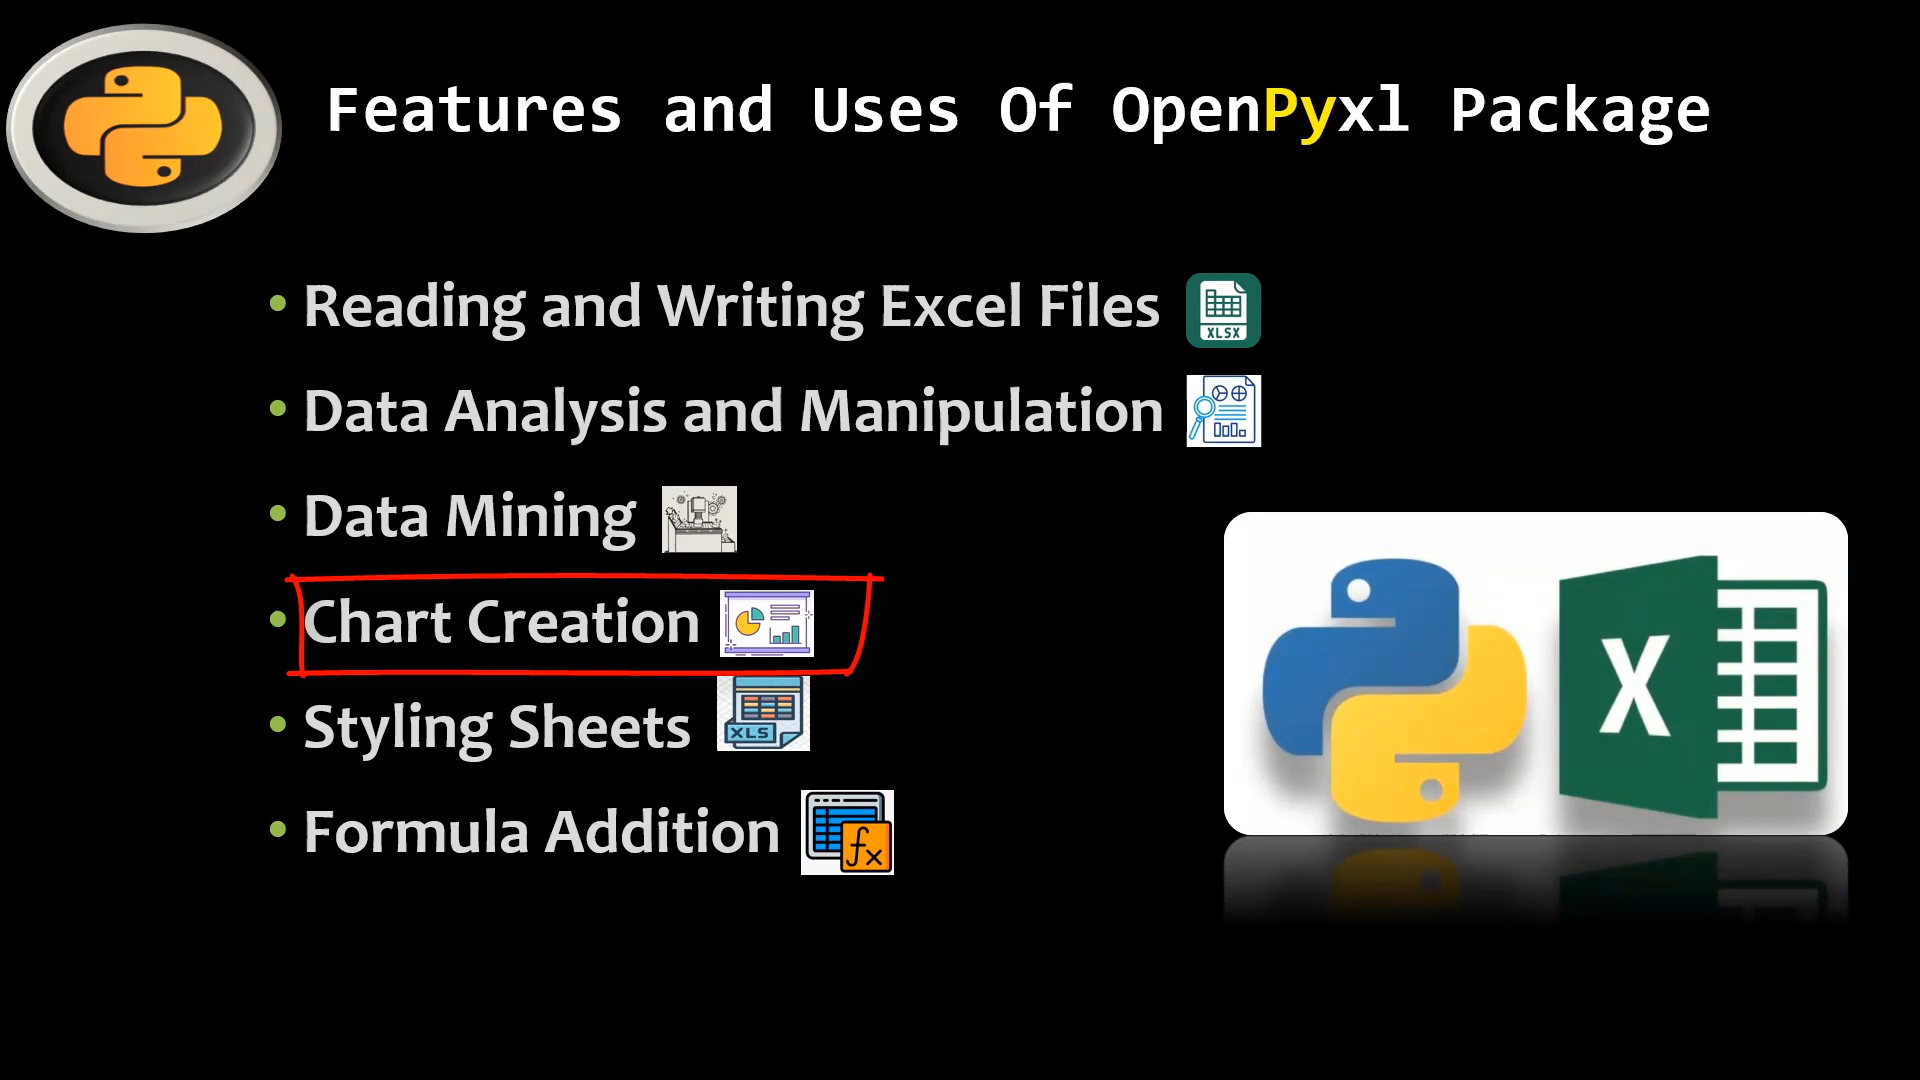 Features and Uses Of OpenPyxl Package
• Reading and Writing Excel Files
XLSX
• Data Analysis and Manipulation
• Data Mining
• Chart Creation
• Styling Sheets
XLS
• Formula Addition
fx
X